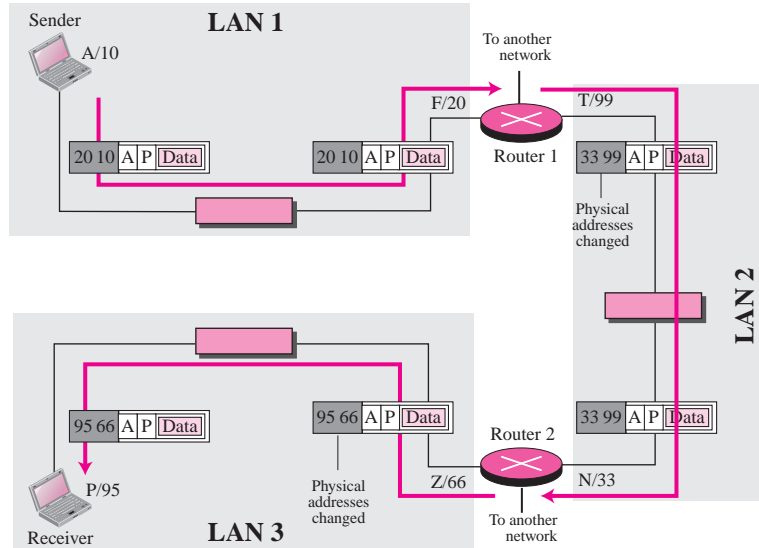 Sender
LAN 1
A/10
To another
network
F/20
T/99
20 10 A P Data
20 10 A P Data
Router 1
33 99 A P Data
Physical
addresses
changed
LAN 2
95 66 A P Data
95 66 A P Data
33 99 A P Data
Router 2
Physical
addresses
changed
P/95
Z/66
N/33
Receiver
LAN 3
To another
network